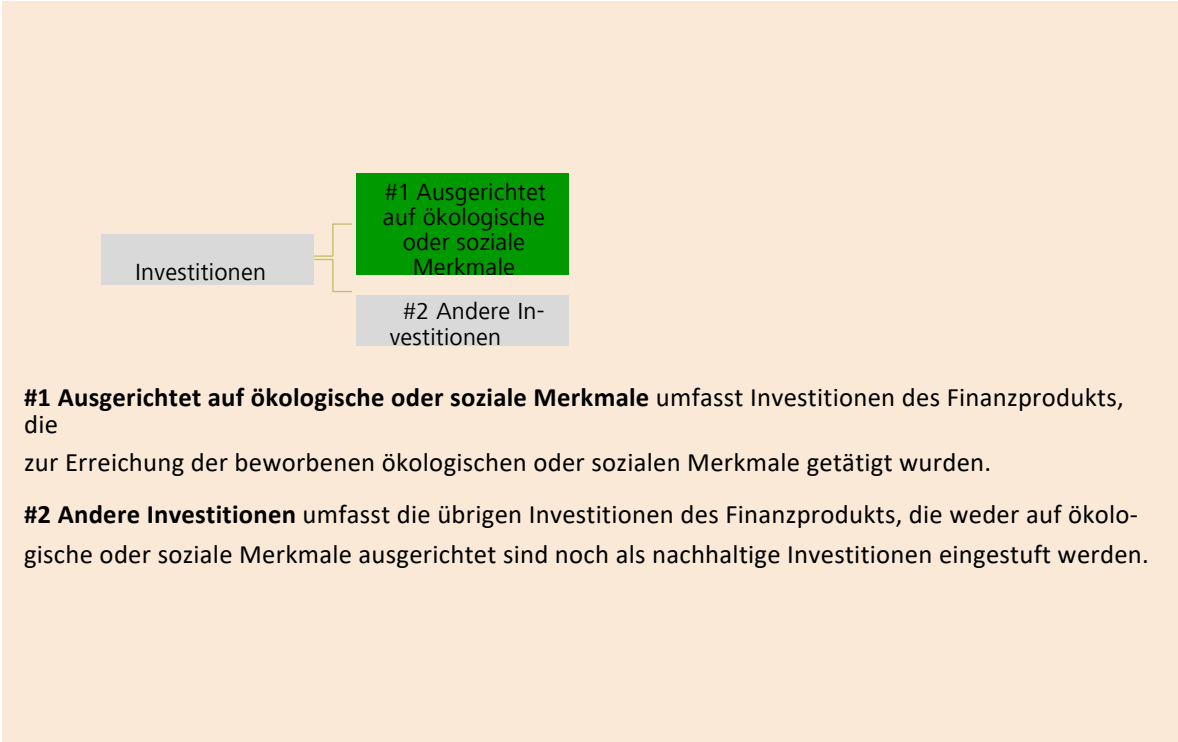 #1 Ausgerichtet
auf ökologische
oder soziale
Merkmale
Investitionen
#2 Andere In-
vestitionen
#1 Ausgerichtet auf ökologische oder soziale Merkmale umfasst Investitionen des Finanzprodukts,
die
zur Erreichung der beworbenen ökologischen oder sozialen Merkmale getätigt wurden.
#2 Andere Investitionen umfasst die übrigen Investitionen des Finanzprodukts, die weder auf ökolo-
gische oder soziale Merkmale ausgerichtet sind noch als nachhaltige Investitionen eingestuft werden.